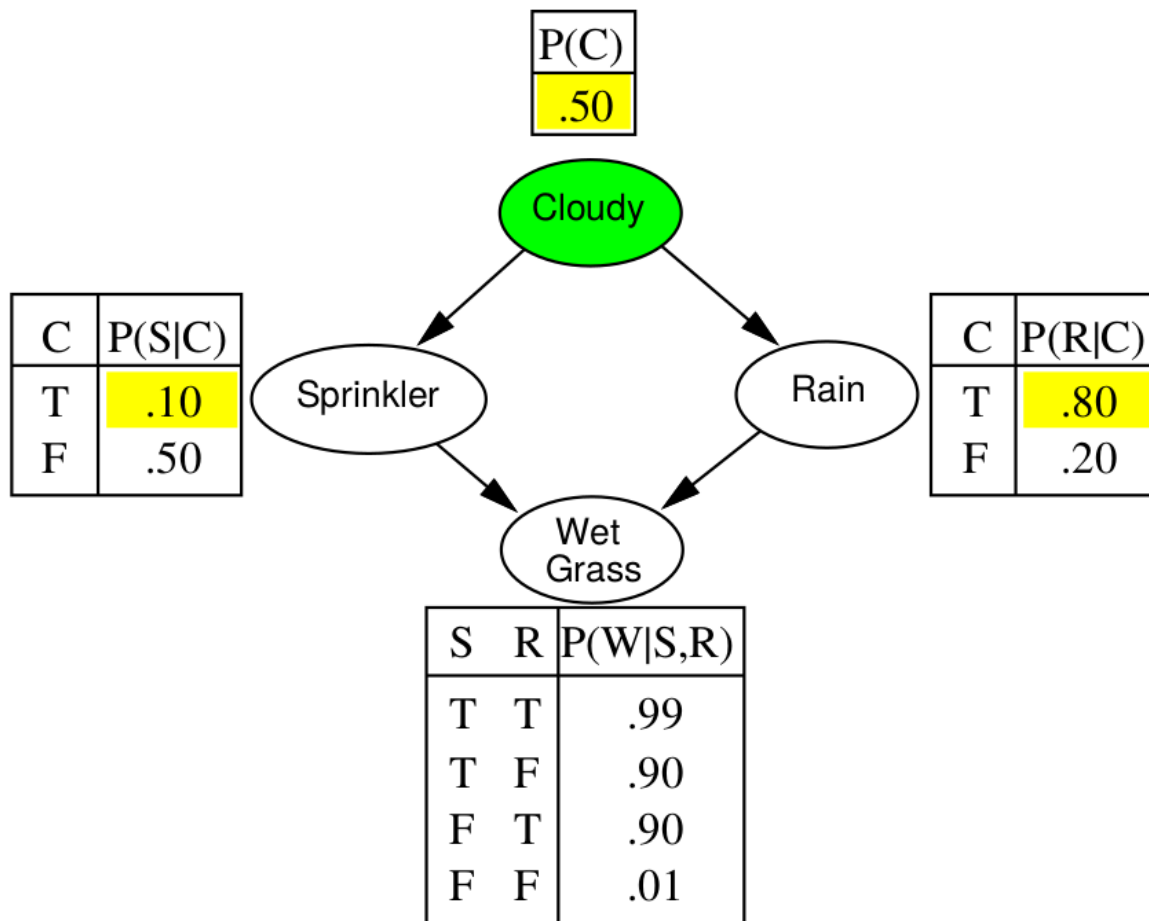 P(C)
.50
Cloudy
C P(S|C)
T .10
F .50
Sprinkler
Rain
C P(R|C)
T .80
F .20
Wet
Grass
S R P(W|S,R)
T T .99
T F .90
F T .90
F F .01